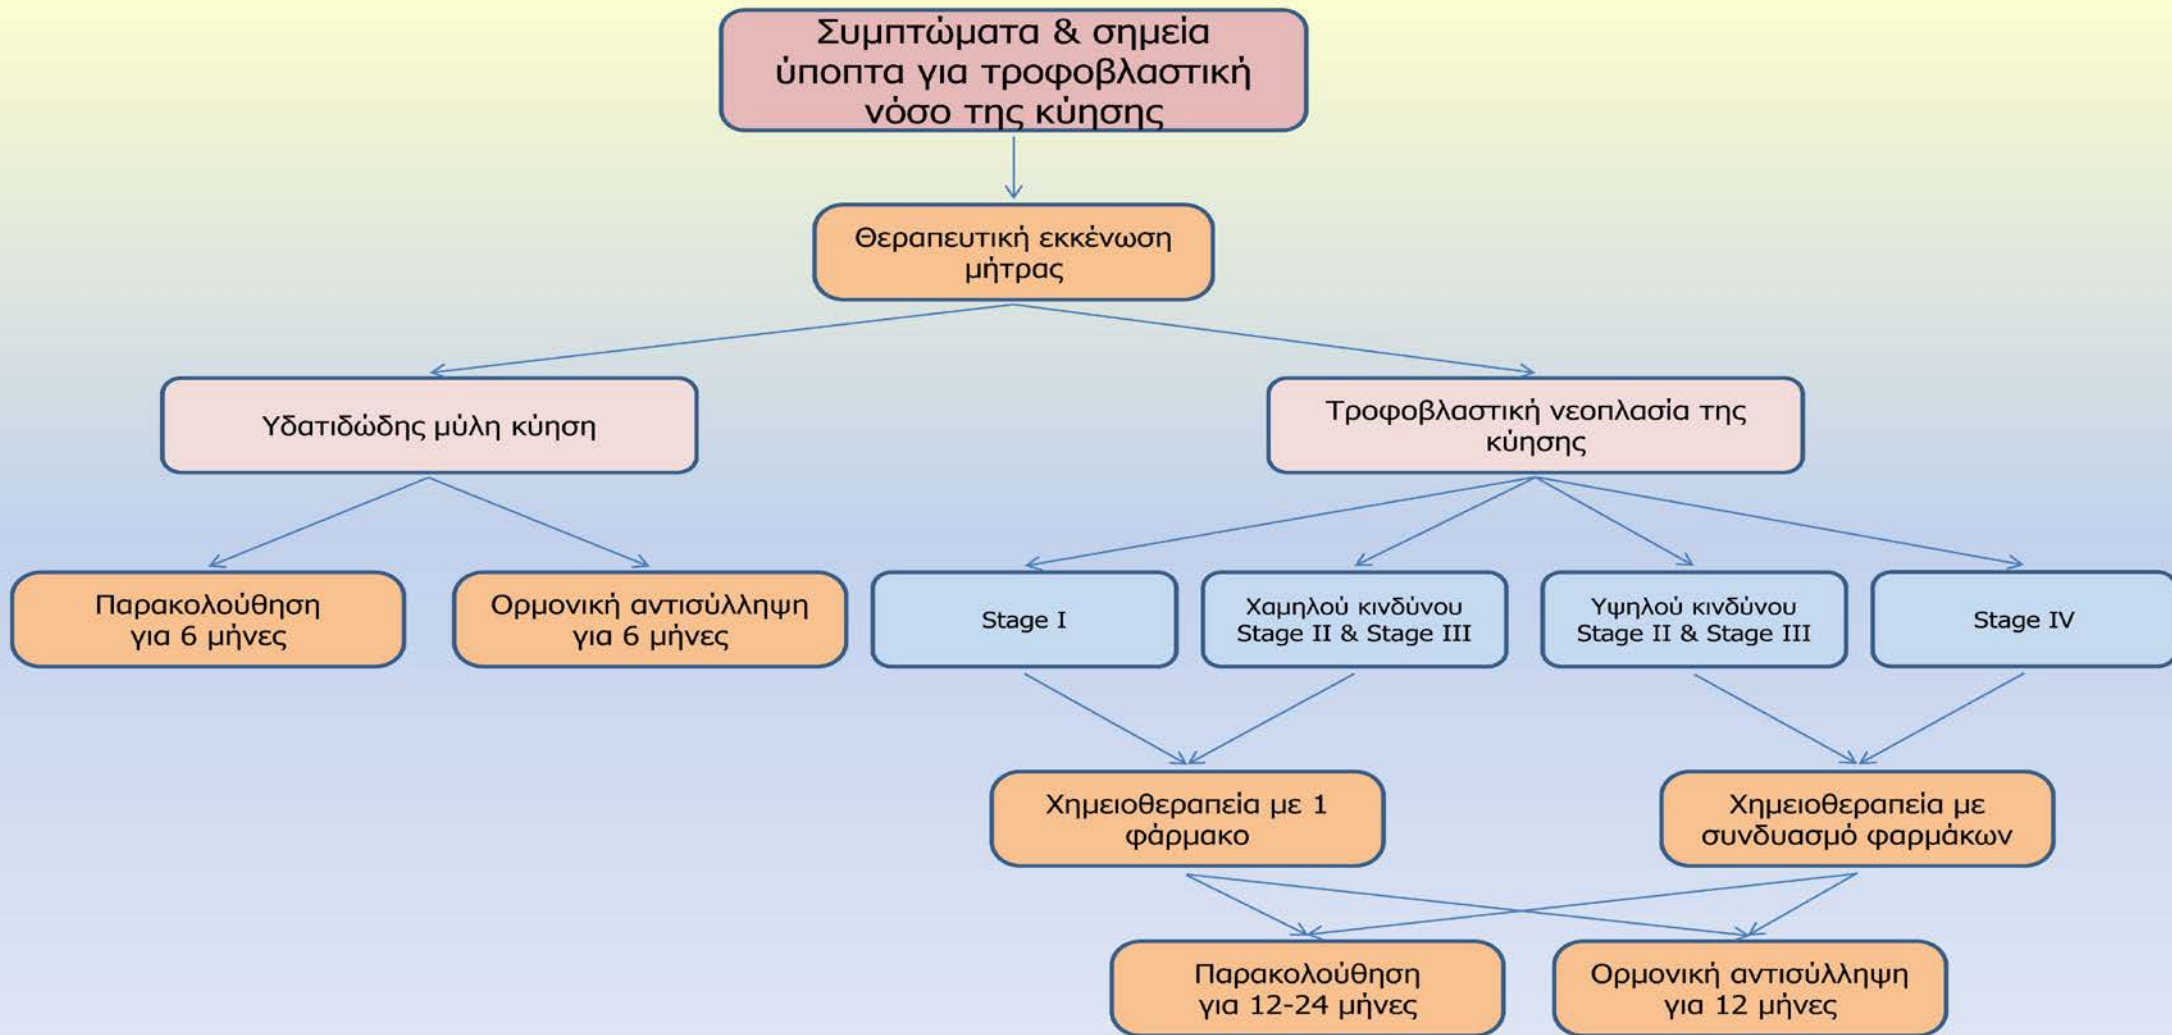 Συμπτώματα & σημεία
ύποπτα για τροφοβλαστική
νόσο της κύησης
Θεραπευτική εκκένωση
μήτρας
Υδατιδώδης μύλη κύηση
Τροφοβλαστική νεοπλασία της
κύησης
Παρακολούθηση
για 6 μήνες
Ορμονική αντισύλληψη
για 6 μήνες
Stage I
Χαμηλού κινδύνου
Stage II & Stage III
Υψηλού κινδύνου
Stage II & Stage III
Stage IV
Χημειοθεραπεία με 1
φάρμακο
Χημειοθεραπεία με
συνδυασμό φαρμάκων
Παρακολούθηση
για 12-24 μήνες
Ορμονική αντισύλληψη
για 12 μήνες